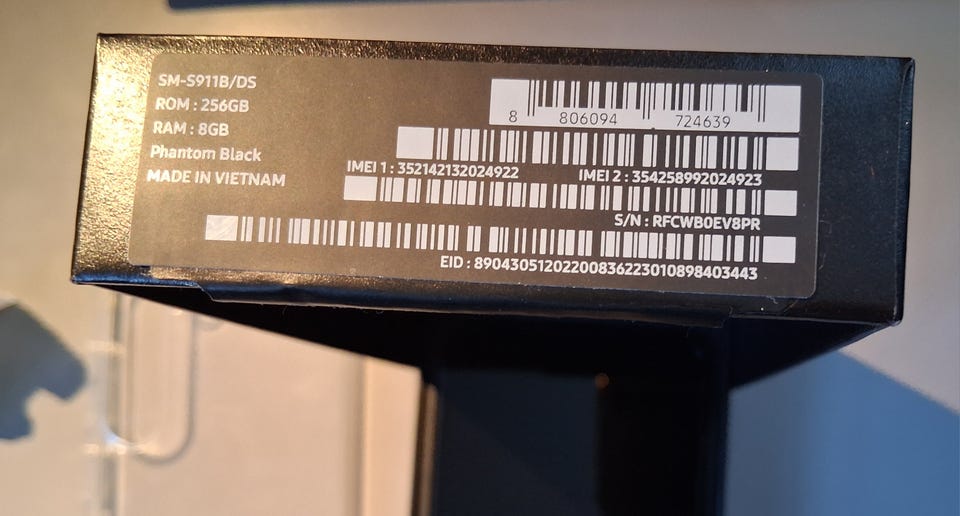 SM-S911B/DS
ROM : 256GB
RAM : 8GB
Phantom Black
MADE IN VIETNAM
8 806094 724639
IMEI 1 : 352142132024922
IMEI 2 : 354258992024923
S/N : RFCWB0EV8PR
EID : 89043051202200836223010898403443